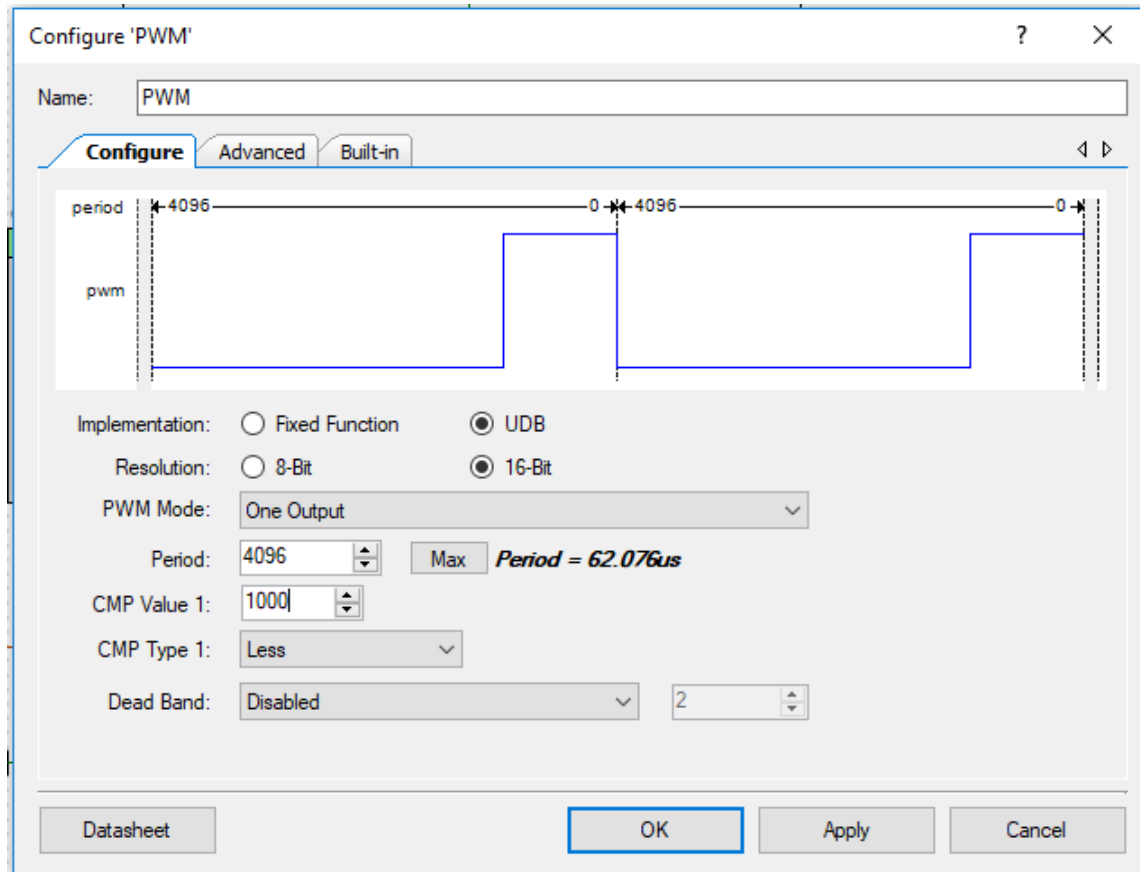 Configure 'PWM'
?
Name: PWM
Configure Advanced Built-in
period 4096 0 4096 0
pwm
Implementation: Fixed Function UDB
Resolution: 8-Bit 16-Bit
PWM Mode: One Output
Period: 4096 Max Period = 62.076us
CMP Value 1: 1000
CMP Type 1: Less
Dead Band: Disabled 2
Datasheet OK Apply Cancel